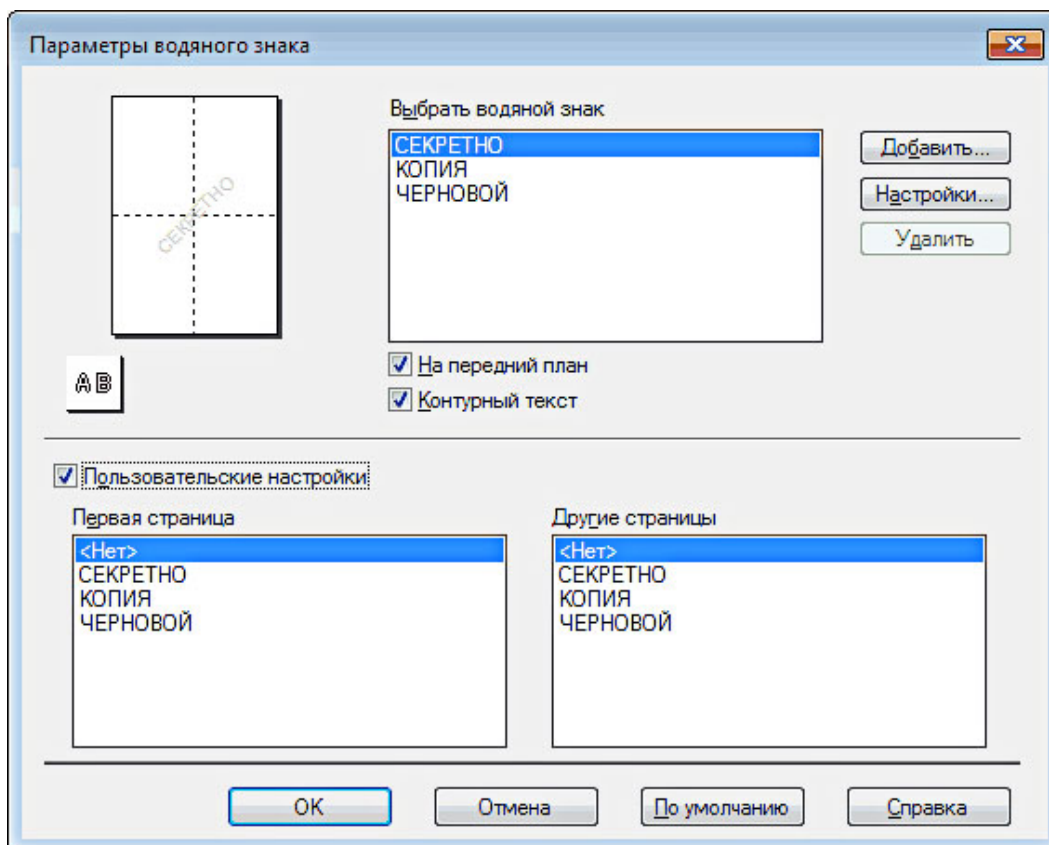 Параметры водяного знака
СЕКРЕТНО
Выбрать водяной знак
СЕКРЕТНО
КОПИЯ
ЧЕРНОВОЙ
Добавить...
Настройки...
Удалить
AB
На передний план
Контурный текст
Пользовательские настройки
Первая страница
<Нет>
СЕКРЕТНО
КОПИЯ
ЧЕРНОВОЙ
Другие страницы
<Нет>
СЕКРЕТНО
КОПИЯ
ЧЕРНОВОЙ
OK
Отмена
По умолчанию
Справка